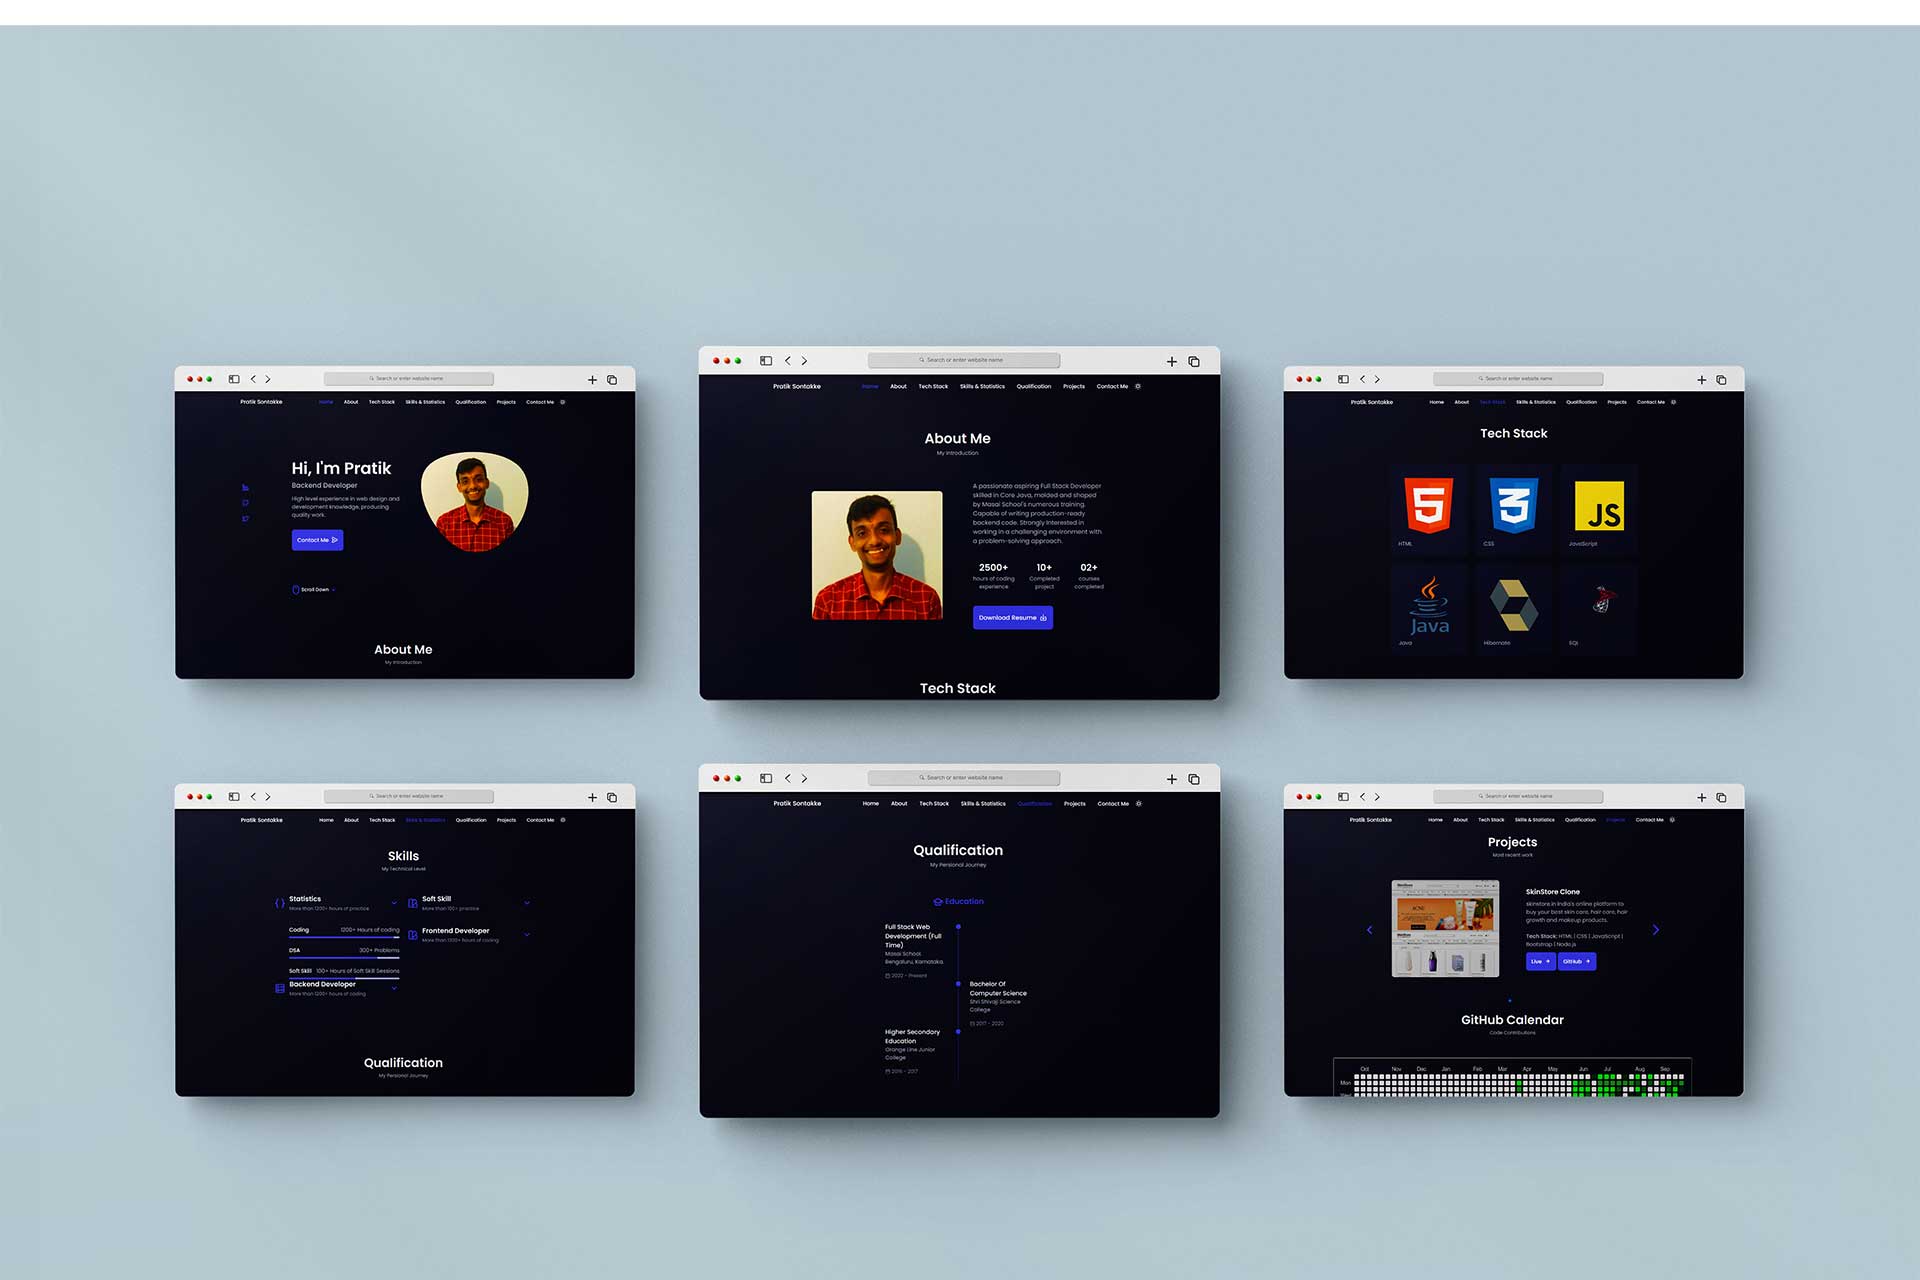 Search or enter website name
Pratik Sontakke Home About Tech Stack Skills & Statistics Qualification Projects Contact Me
Hi, I'm Pratik
Backend Developer
High level experience in web design and
development knowledge, producing
quality work.
Contact Me
Scroll Down
About Me
My Introduction
Search or enter website name
Pratik Sontakke Home About Tech Stack Skills & Statistics Qualification Projects Contact Me
About Me
My Introduction
A passionate aspiring Full Stack Developer
skilled in Core Java, molded and shaped
by Masai School's numerous training.
Capable of writing production-ready
backend code. Strongly Interested in
working in a challenging environment with
a problem-solving approach.
2500+ 10+ 02+
hours of coding Completed courses
experience project completed
Download Resume
Tech Stack
Search or enter website name
Pratik Sontakke Home About Tech Stack Skills & Statistics Qualification Projects Contact Me
Tech Stack
5 3 JS
HTML CSS JavaScript
Java
Java Hibernate
Search or enter website name
Pratik Sontakke Home About Tech Stack Skills & Statistics Qualification Projects Contact Me
Skills
My Technical Level
Statistics
More than 1200+ hours of practice
Coding 1200+ Hours of coding
DSA 300+ Problems
Soft Skill 100+ Hours of Soft Skill Sessions
Backend Developer
More than 1200+ hours of coding
Soft Skill
More than 100+ practice
Frontend Developer
More than 1300+ hours of coding
Qualification
My Personal Journey
Search or enter website name
Pratik Sontakke Home About Tech Stack Skills & Statistics Qualification Projects Contact Me
Qualification
My Persional Journey
Education
Full Stack Web
Development (Full
Time)
Masai School
Bengaluru, Karnataka.
2022 - Present
Bachelor Of
Computer Science
Shri Shivaji Science
College
2017 - 2020
Higher Secondary
Education
Orange Line Junior
College
2016 - 2017
Search or enter website name
Pratik Sontakke Home About Tech Stack Skills & Statistics Qualification Projects Contact Me
Projects
Most recent work
SkinStore Clone
skinstore.in India's online platform to
buy your best skin care, hair care, hair
growth and makeup products.
Tech Stack: HTML | CSS | JavaScript |
Bootstrap | Node.js
Live GitHub
GitHub Calendar
Code Contributions
Oct Nov Dec Jan Feb Mar Apr May Jun Jul Aug Sep
Mon